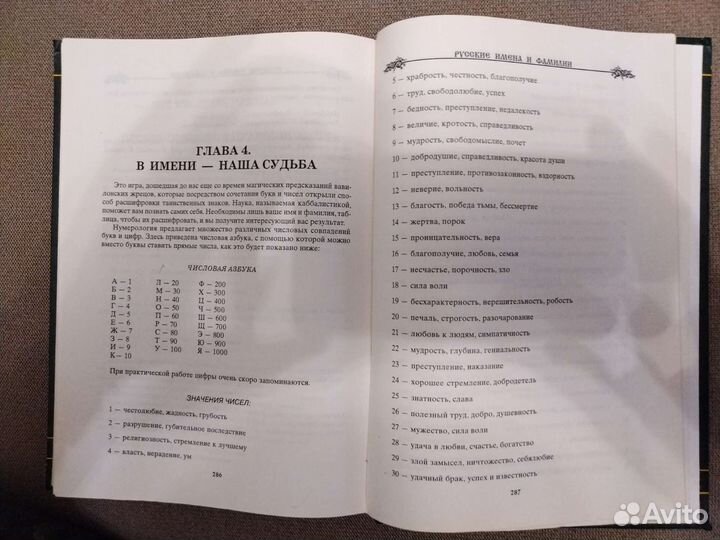 ГЛАВА 4.
В ИМЕНИ — НАША СУДЬБА
Это игра, дошедшая до нас еще со времен магических предсказаний вави-
лонских жрецов, которые посредством сочетания букв и чисел открыли спо-
соб расшифровки таинственных знаков. Наука, называемая каббалистикой,
поможет вам познать самих себя. Необходимы лишь ваше имя и фамилия, таб-
лица, чтобы их расшифровать, и вы получите интересующий вас результат.
Нумерология предлагает множество различных числовых совпадений
букв и цифр. Здесь приведена числовая азбука, с помощью которой можно
вместо буквы ставить прямые числа, как это будет показано ниже:
ЧИСЛОВАЯ АЗБУКА
А — 1 Л — 20 Ф — 200
Б — 2 М — 30 Х — 300
В — 3 Н — 40 Ц — 400
Г — 4 О — 50 Ч — 500
Д — 5 П — 60 Ш — 600
Е — 6 Р — 70 Щ — 700
Ж — 7 С — 80 Э — 800
З — 8 Т — 90 Ю — 900
И — 9 У — 100 Я — 1000
К — 10
При практической работе цифры очень скоро запоминаются.
ЗНАЧЕНИЯ ЧИСЕЛ:
1 — честолюбие, жадность, грубость
2 — разрушение, губительное последствие
3 — религиозность, стремление к лучшему
4 — власть, нерадение, ум
286
РУССКИЕ ИМЕНА И ФАМИЛИИ
5 — храбрость, честность, благополучие
6 — труд, свободолюбие, успех
7 — бедность, преступление, недалекость
8 — величие, кротость, справедливость
9 — мудрость, свободомыслие, почет
10 — добродушие, справедливость, красота души
11 — преступление, противозаконность, вздорность
12 — неверие, вольность
13 — благость, победа тьмы, бессмертие
14 — жертва, порок
15 — проницательность, вера
16 — благополучие, любовь, семья
17 — несчастье, порочность, зло
18 — сила воли
19 — бесхарактерность, нерешительность, робость
20 — печаль, строгость, разочарование
21 — любовь к людям, симпатичность
22 — мудрость, глубина, гениальность
23 — преступление, наказание
24 — хорошее стремление, добродетель
25 — знатность, слава
26 — полезный труд, добро, душевность
27 — мужество, сила воли
28 — удача в любви, счастье, богатство
29 — злой замысел, ничтожество, себялюбие
30 — удачный брак, успех и известность
287
Avito